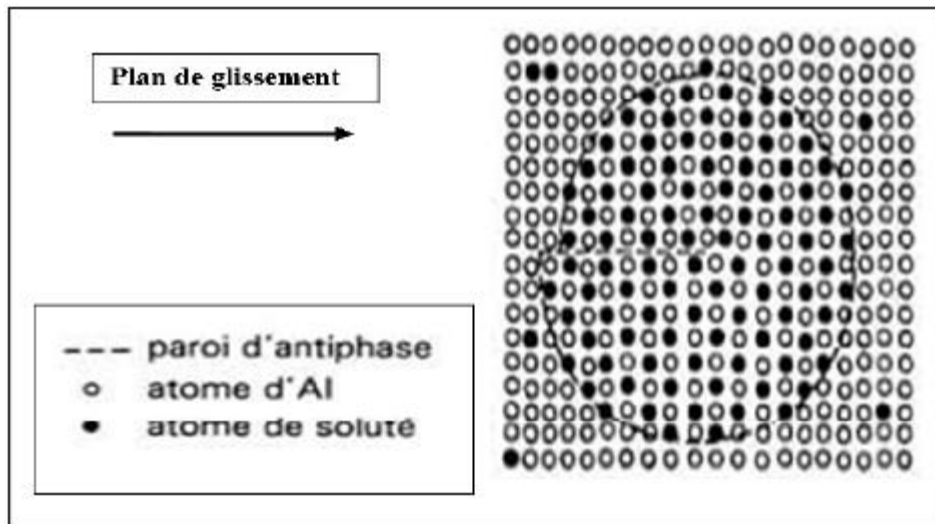 Plan de glissement
paroi d'antiphase
atome d'Al
atome de soluté